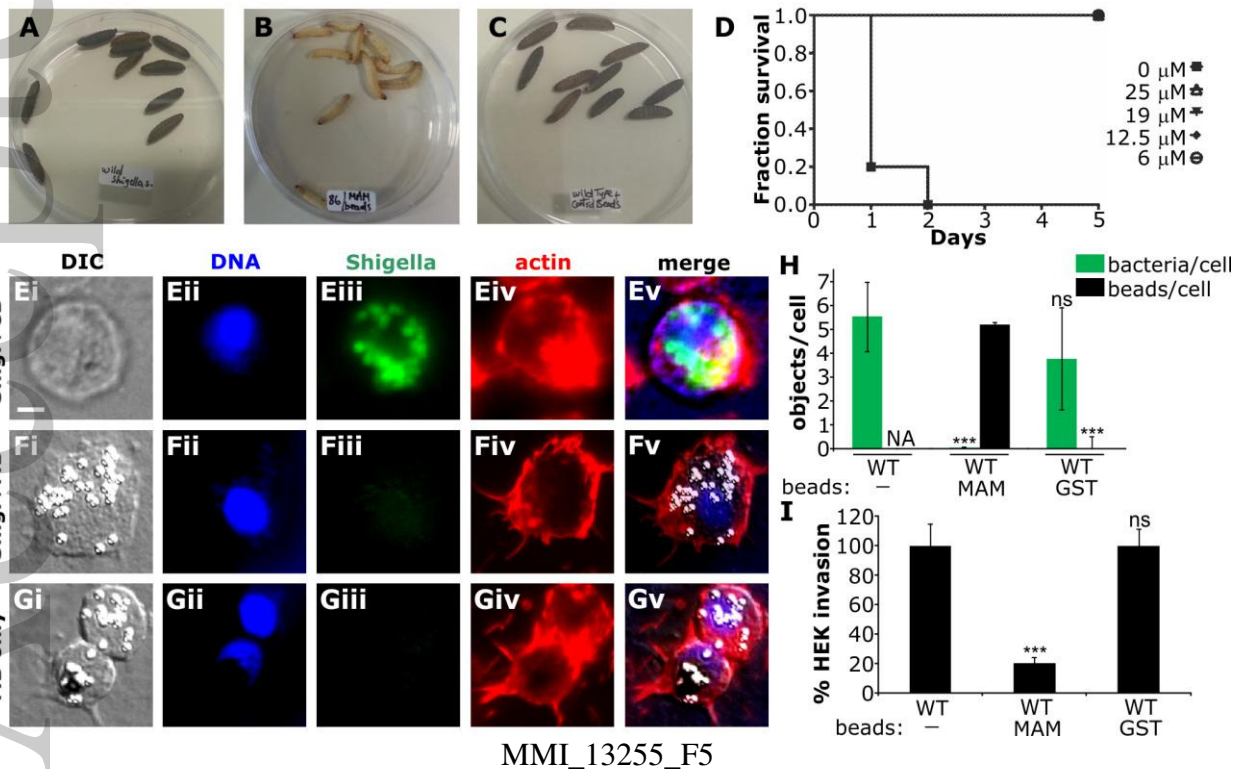 A
B
C
D
wild
Shigellas.
86 MAM
beads
wild Type +
Control Beads
Fraction survival
1.0
0.8
0.6
0.4
0.2
0.0
0 1 2 3 4 5
Days
0 μM
25 μM
19 μM
12.5 μM
6 μM
DIC DNA Shigella actin merge
Ei Eii Eiii Eiv Ev
Fi Fii Fiii Fiv Fv
Gi Gii Giii Giv Gv
H
bacteria/cell
beads/cell
objects/cell
7
6
5
4
3
2
1
0
NA
***
ns
***
WT WT WT
beads: – MAM GST
I
% HEK invasion
120
100
80
60
40
20
0
***
ns
WT WT WT
beads: – MAM GST
MMI_13255_F5